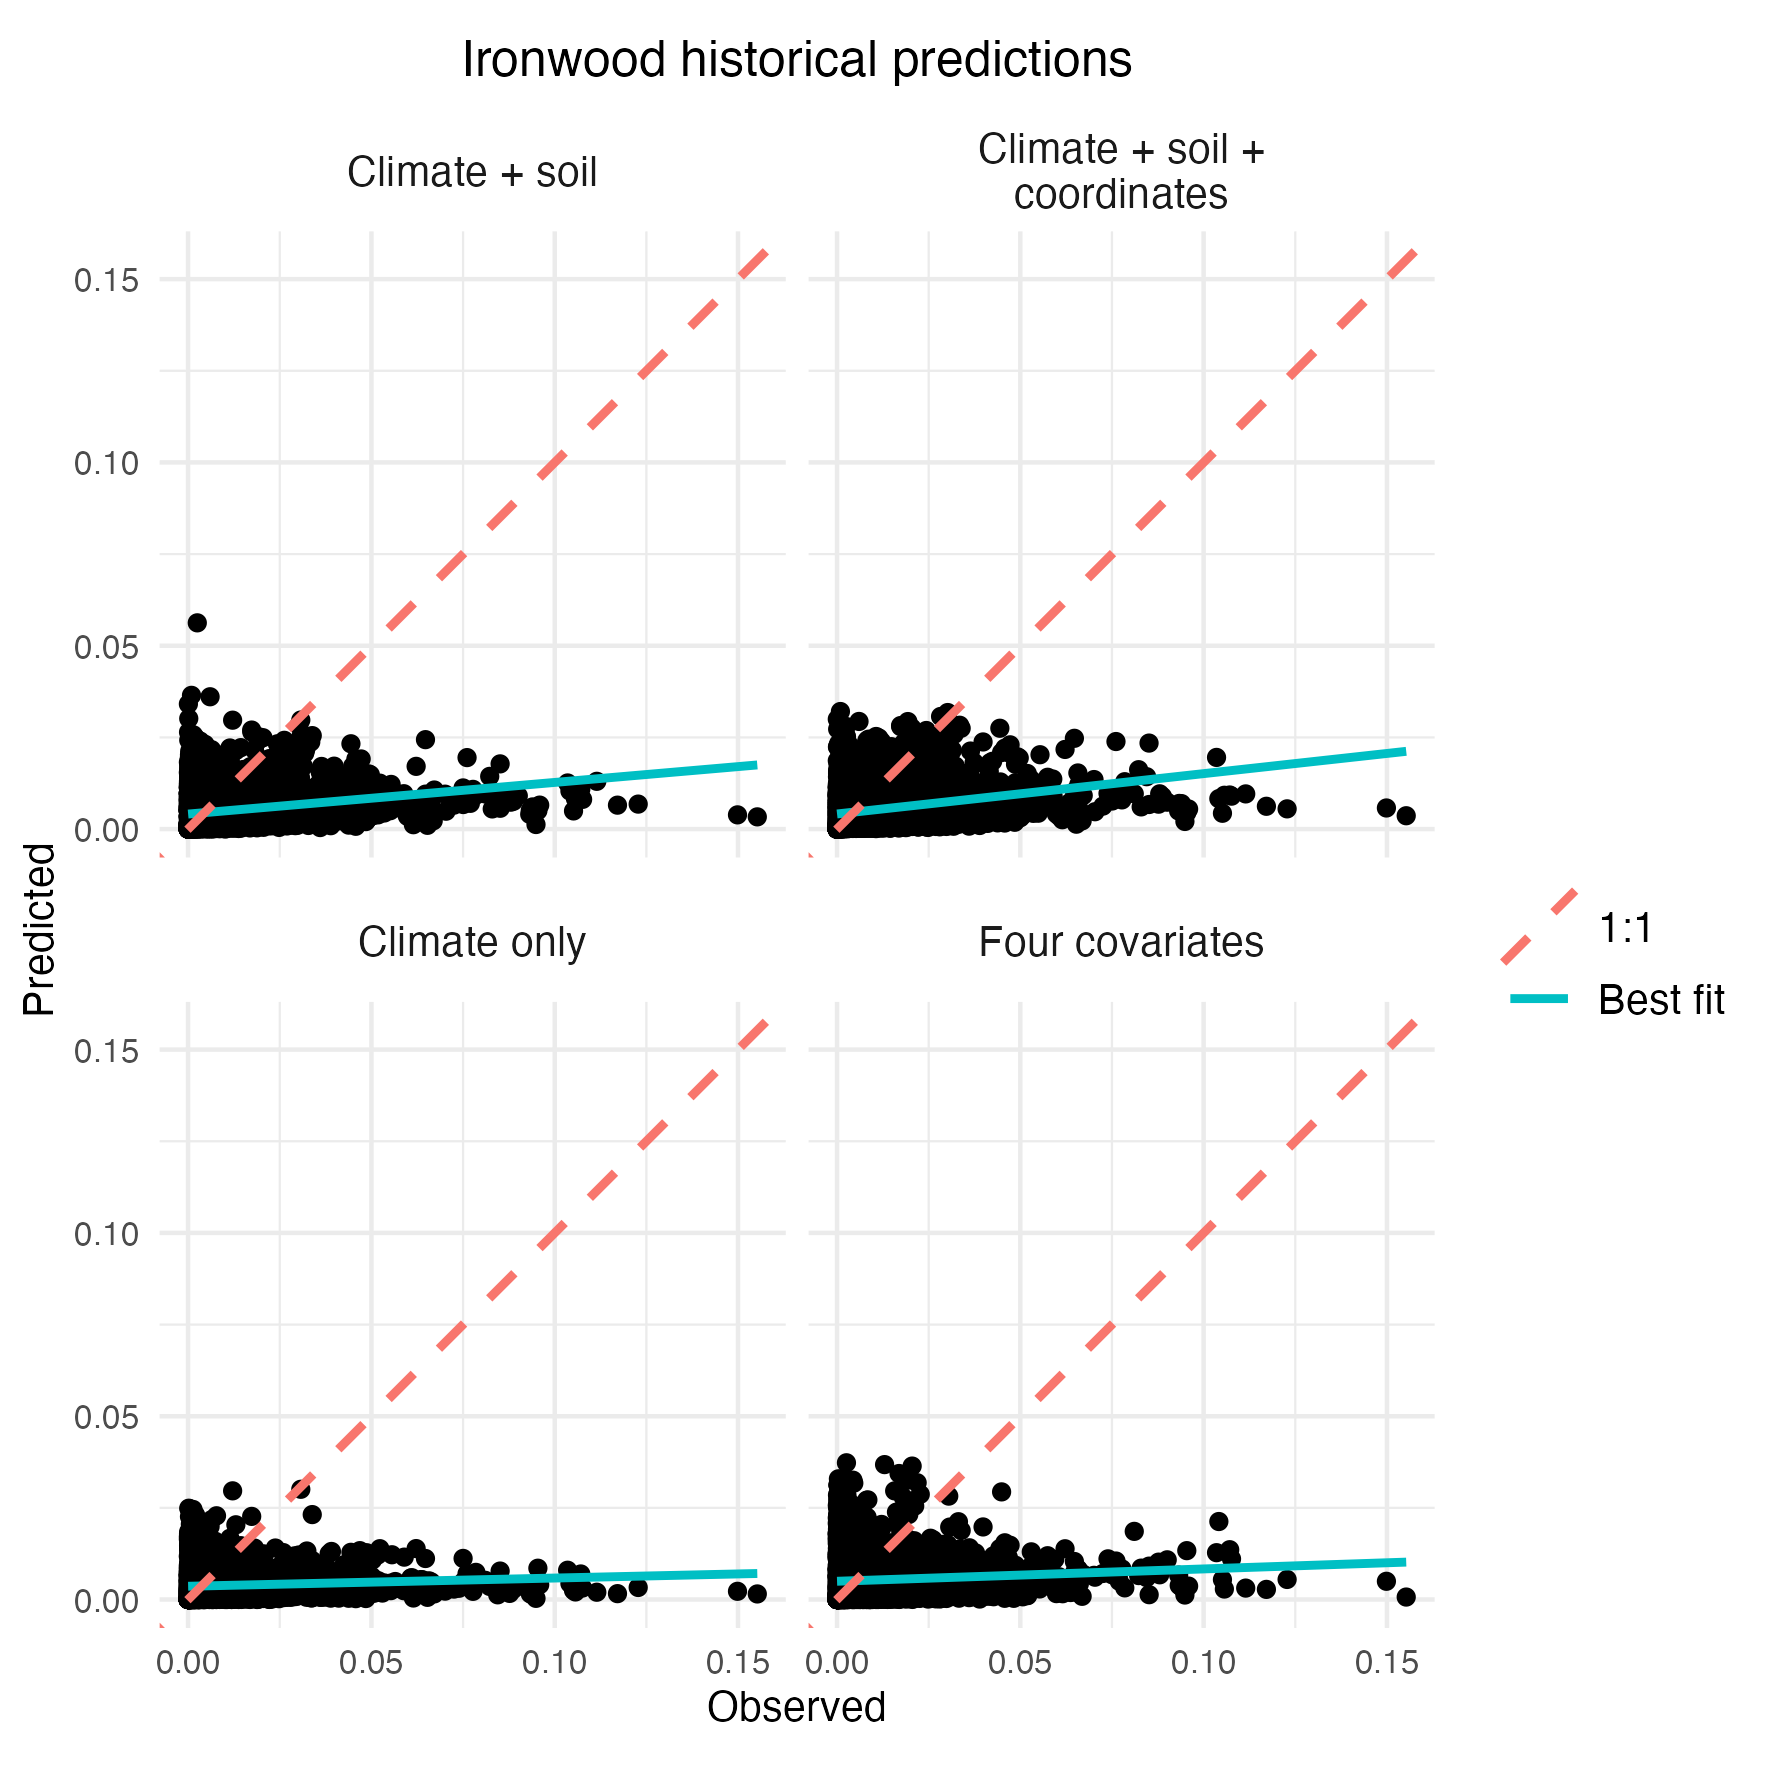 Ironwood historical predictions
Climate + soil
Climate + soil +
coordinates
0.15
0.10
0.05
0.00
Predicted
Climate only
Four covariates
1:1
Best fit
0.15
0.10
0.05
0.00
0.00 0.05 0.10 0.15 0.00 0.05 0.10 0.15
Observed